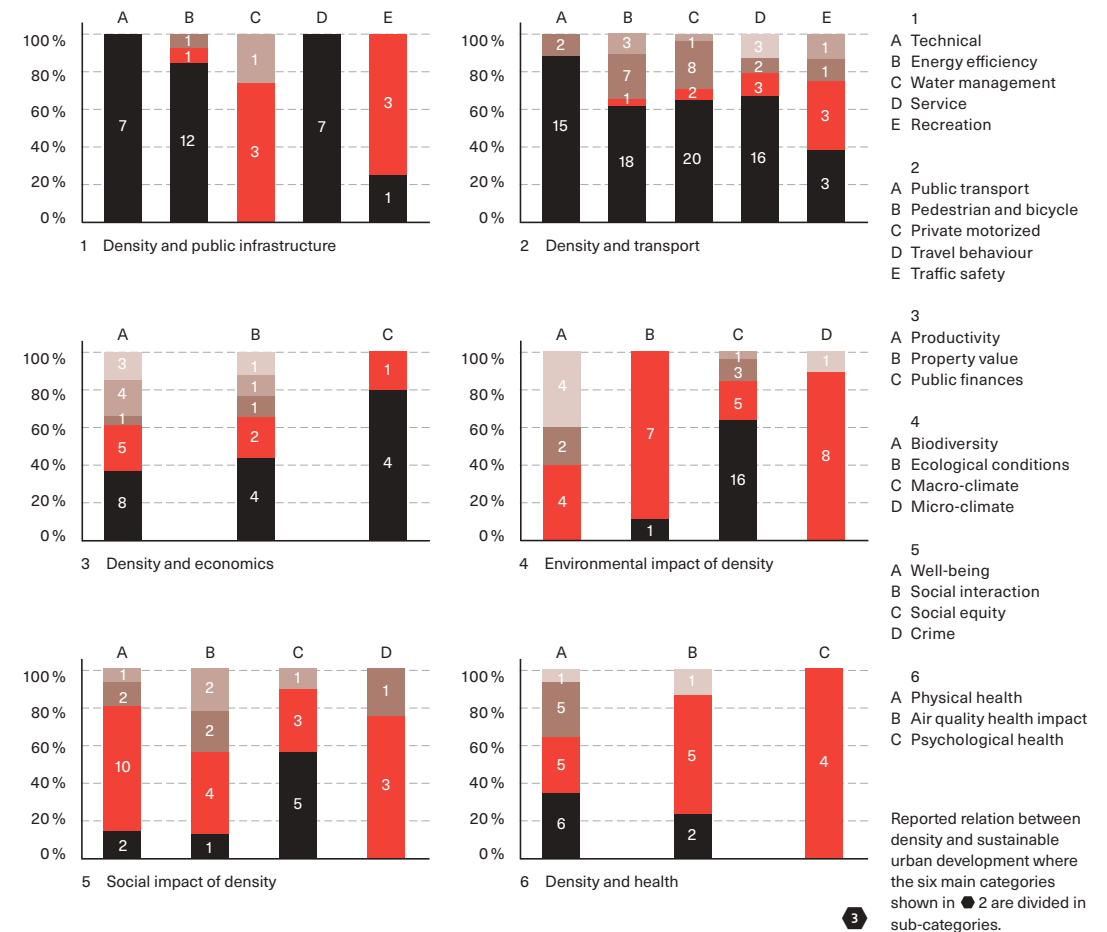 A B C D E
100 %
80 %
60 %
40 %
20 %
0 %
7
1
1
12
1
3
7
3
1
1 Density and public infrastructure
A B C D E
100 %
80 %
60 %
40 %
20 %
0 %
2
15
3
7
1
18
1
8
2
20
3
2
3
16
1
1
3
3
2 Density and transport
A B C
100 %
80 %
60 %
40 %
20 %
0 %
3
4
1
5
8
1
1
1
2
4
1
4
3 Density and economics
A B C D
100 %
80 %
60 %
40 %
20 %
0 %
4
2
4
7
1
1
3
5
16
1
8
4 Environmental impact of density
A B C D
100 %
80 %
60 %
40 %
20 %
0 %
1
2
10
2
2
2
4
1
1
3
5
1
3
5 Social impact of density
A B C
100 %
80 %
60 %
40 %
20 %
0 %
1
5
5
6
1
5
2
4
6 Density and health
1
A Technical
B Energy efficiency
C Water management
D Service
E Recreation
2
A Public transport
B Pedestrian and bicycle
C Private motorized
D Travel behaviour
E Traffic safety
3
A Productivity
B Property value
C Public finances
4
A Biodiversity
B Ecological conditions
C Macro-climate
D Micro-climate
5
A Well-being
B Social interaction
C Social equity
D Crime
6
A Physical health
B Air quality health impact
C Psychological health
3
Reported relation between
density and sustainable
urban development where
the six main categories
shown in ⬢ 2 are divided in
sub-categories.